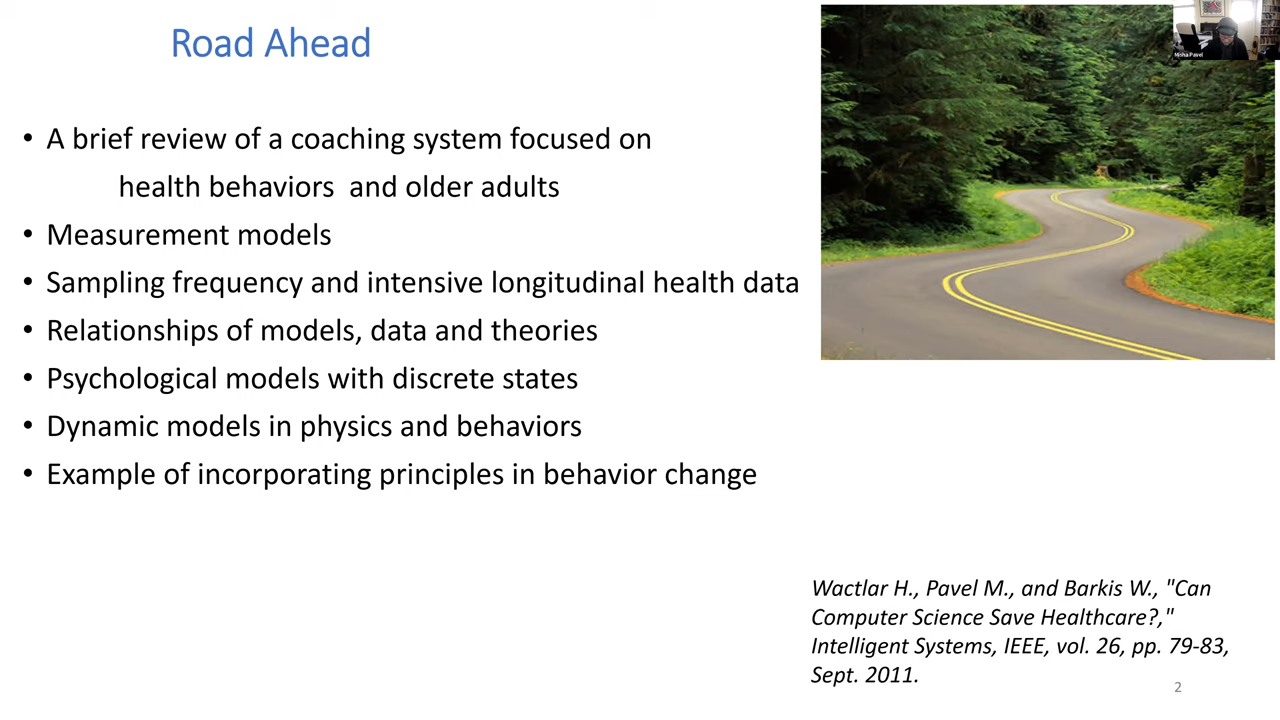 Road Ahead
Misha Pavel
• A brief review of a coaching system focused on
health behaviors and older adults
• Measurement models
• Sampling frequency and intensive longitudinal health data
• Relationships of models, data and theories
• Psychological models with discrete states
• Dynamic models in physics and behaviors
• Example of incorporating principles in behavior change
Wactlar H., Pavel M., and Barkis W., "Can
Computer Science Save Healthcare?,"
Intelligent Systems, IEEE, vol. 26, pp. 79-83,
Sept. 2011.
2